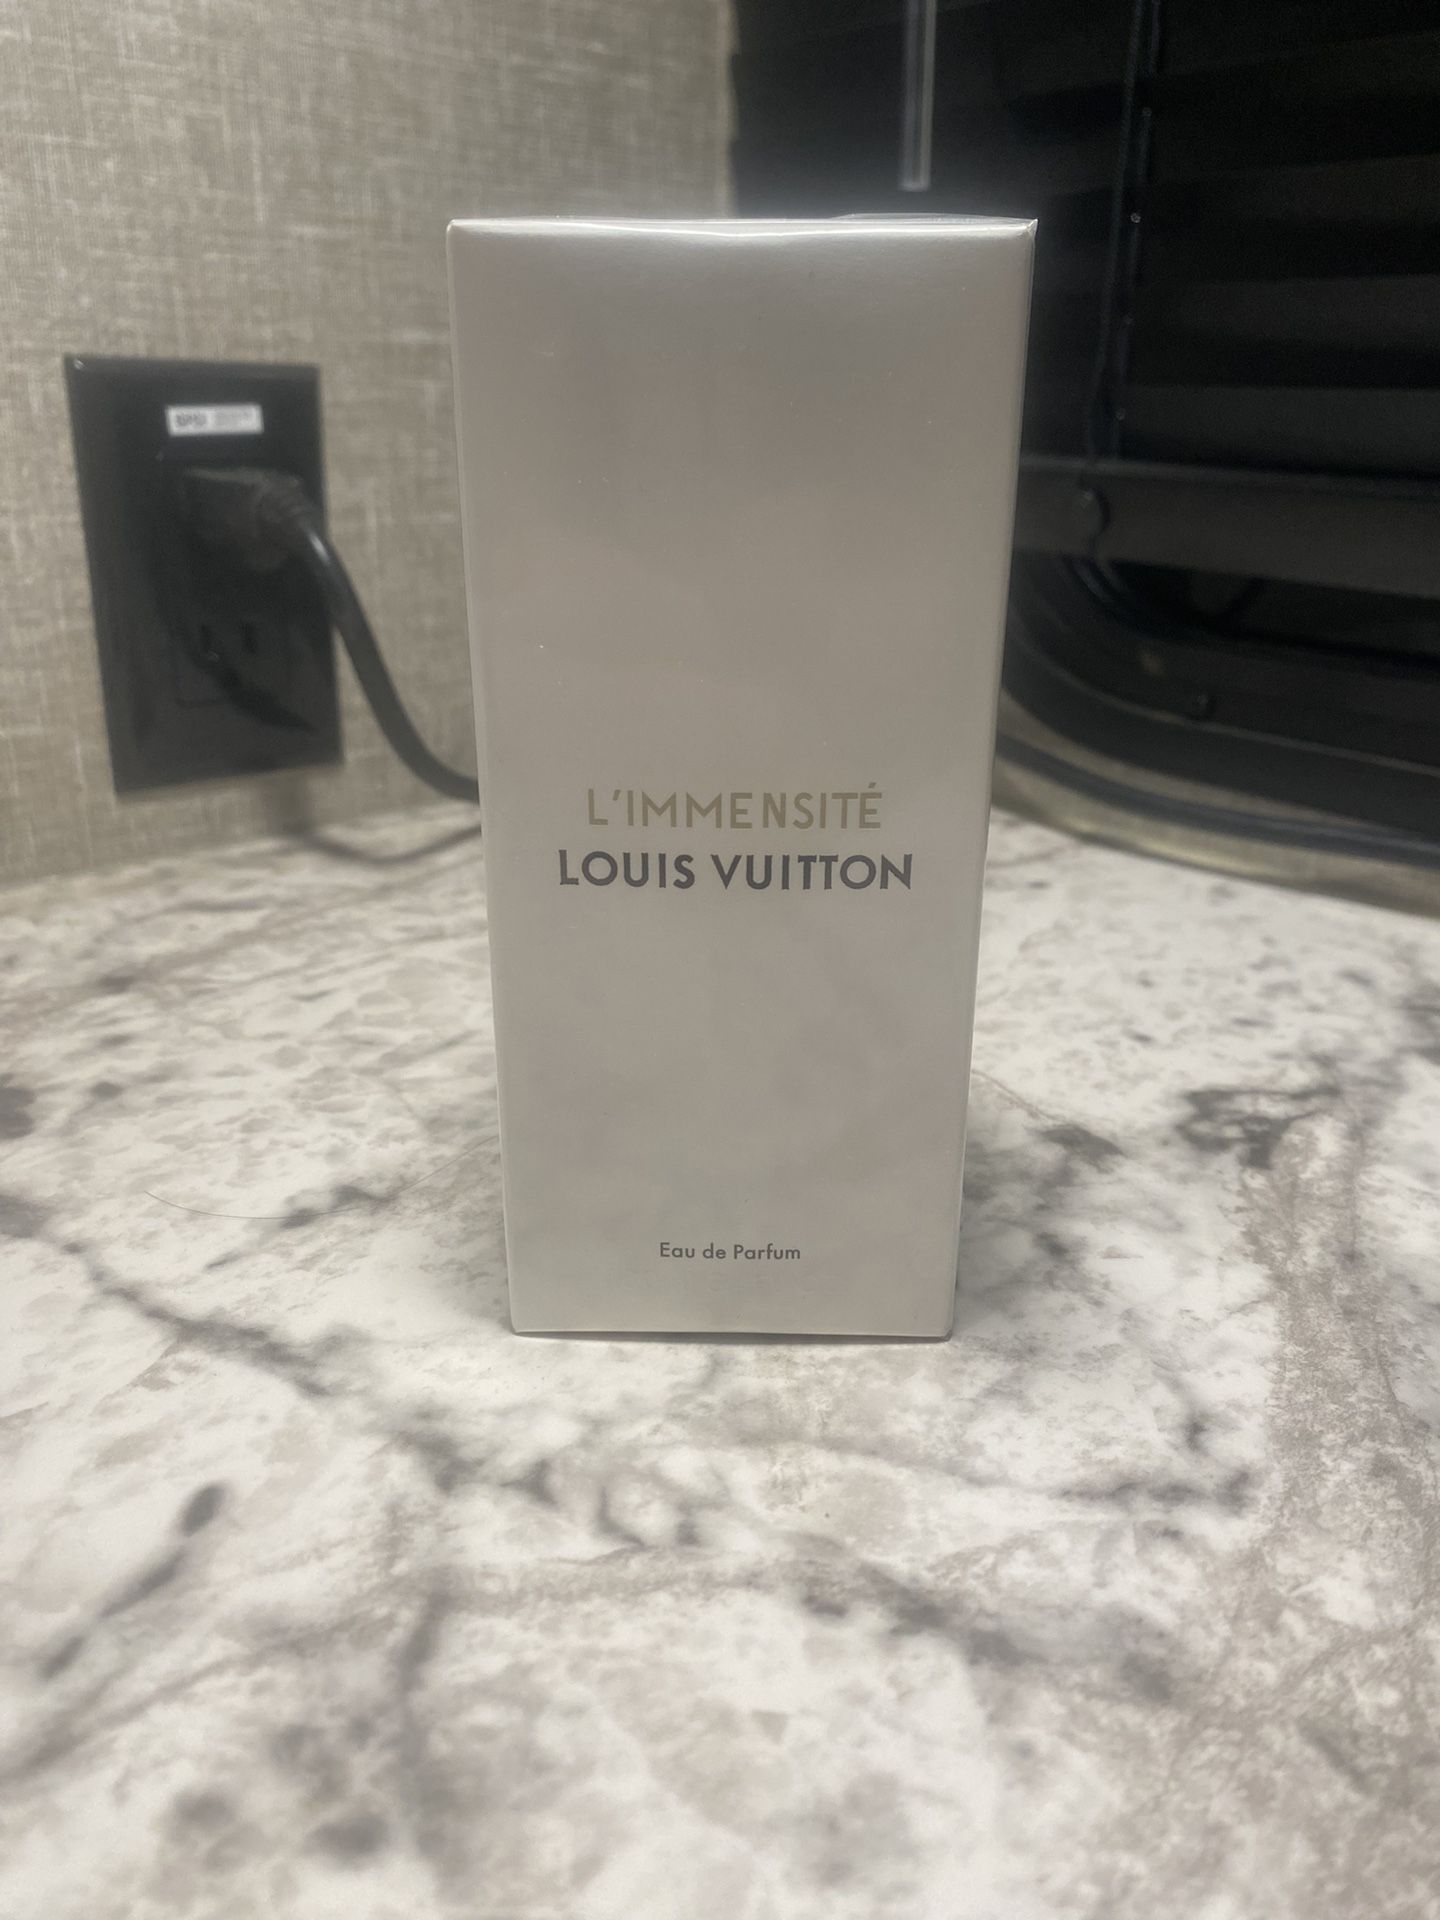 L'IMMENSITÉ
LOUIS VUITTON
Eau de Parfum